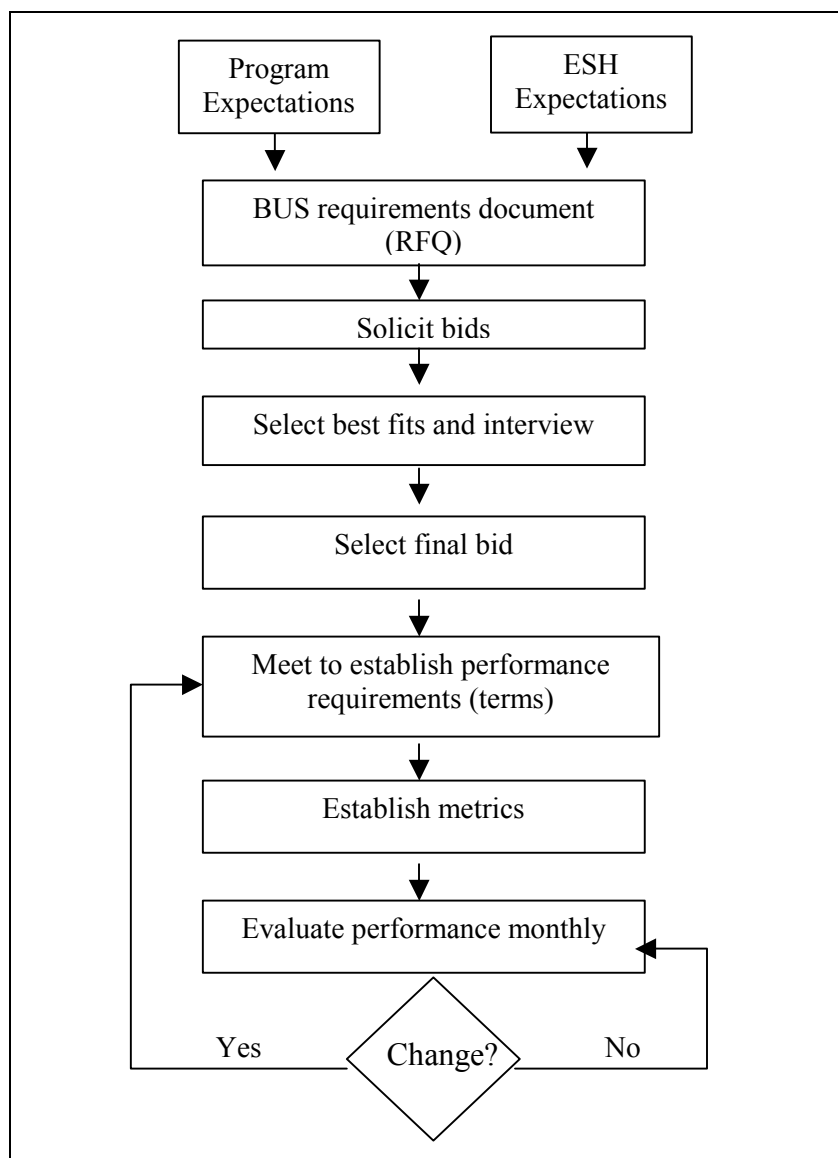 Program
Expectations
ESH
Expectations
BUS requirements document
(RFQ)
Solicit bids
Select best fits and interview
Select final bid
Meet to establish performance
requirements (terms)
Establish metrics
Evaluate performance monthly
Yes
Change?
No